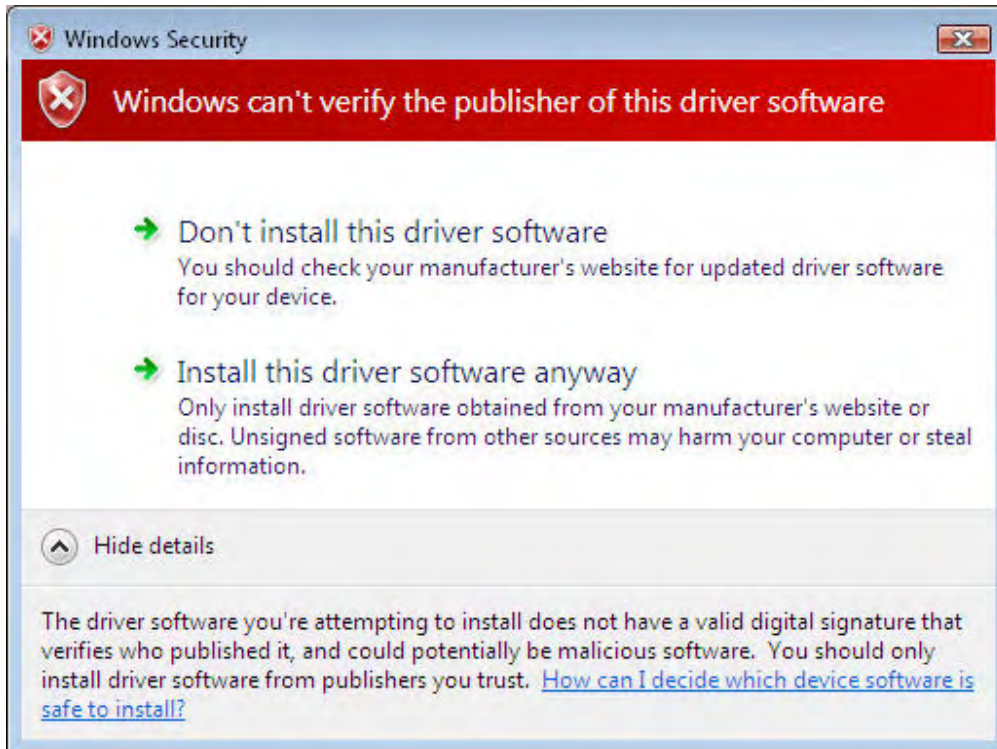 Windows Security
Windows can't verify the publisher of this driver software
Don't install this driver software
You should check your manufacturer's website for updated driver software
for your device.
Install this driver software anyway
Only install driver software obtained from your manufacturer's website or
disc. Unsigned software from other sources may harm your computer or steal
information.
Hide details
The driver software you're attempting to install does not have a valid digital signature that
verifies who published it, and could potentially be malicious software. You should only
install driver software from publishers you trust. How can I decide which device software is
safe to install?